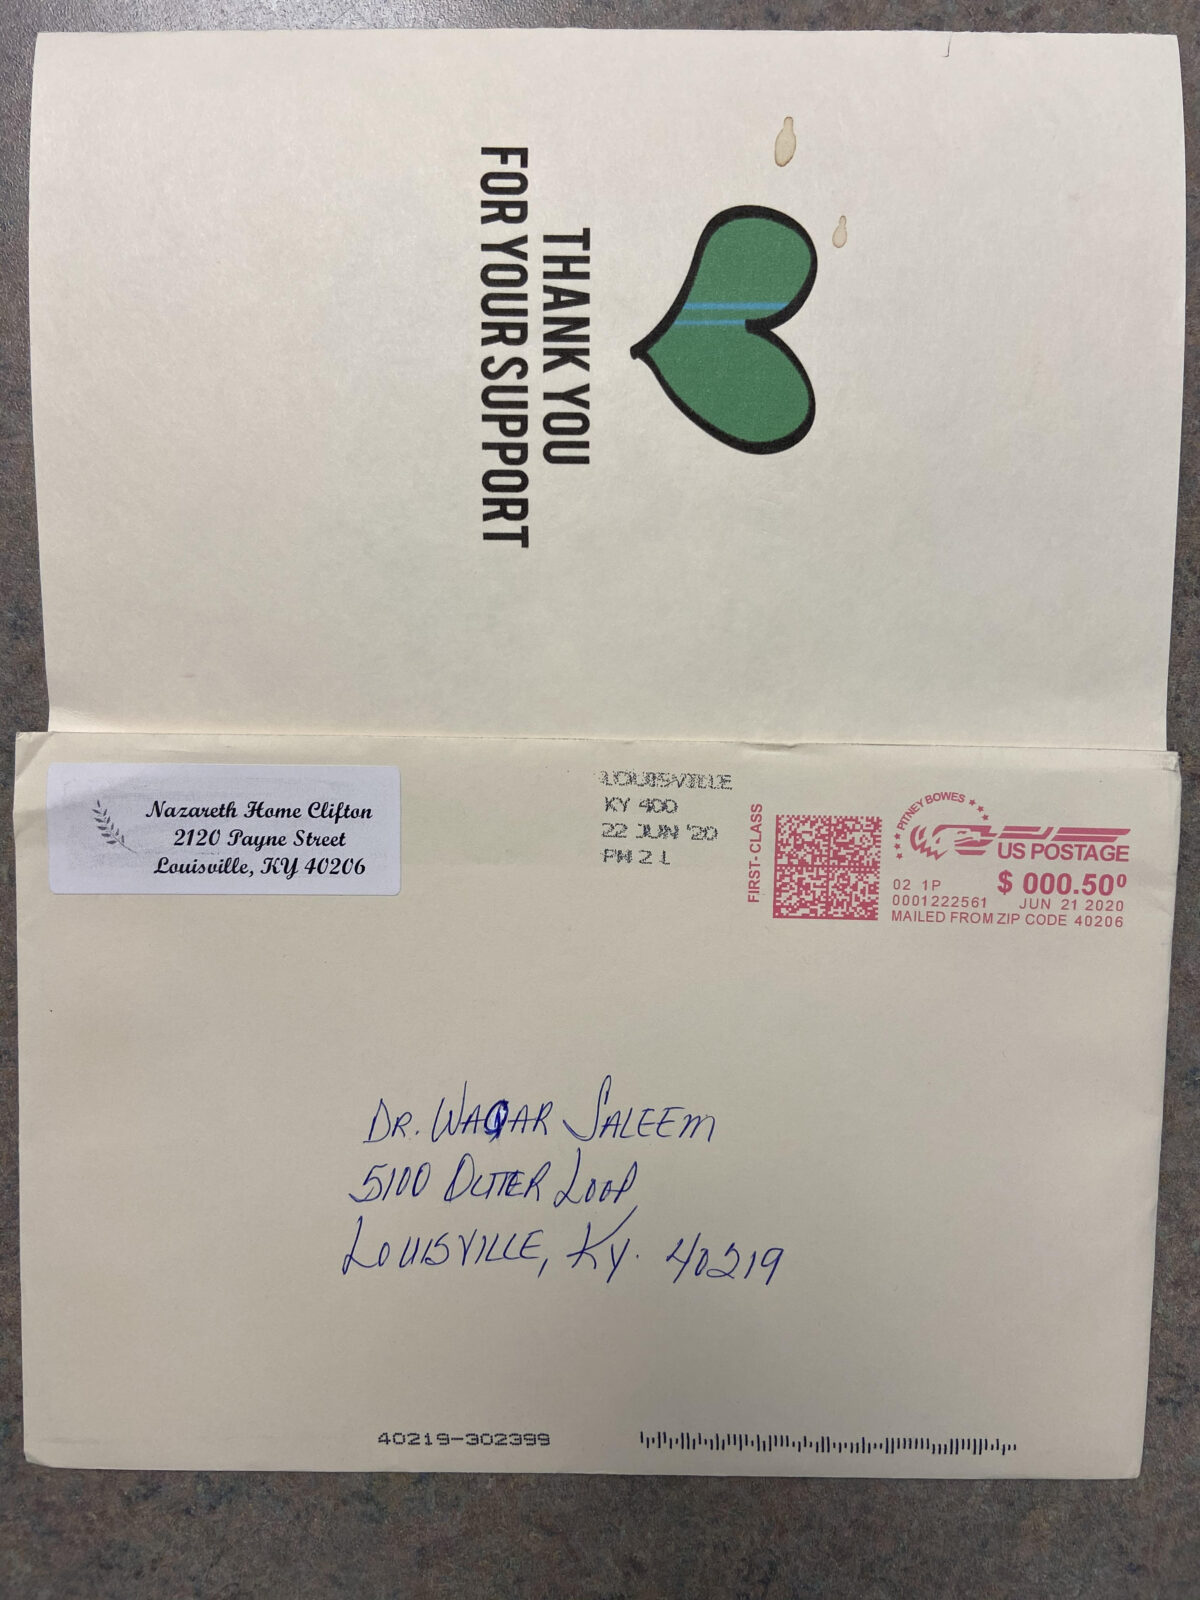 THANK YOU
FOR YOUR SUPPORT
Nazareth Home Clifton
2120 Payne Street
Louisville, KY 40206
LOUISVILLE
KY 400
22 JUN '20
PM 2 L
FIRST-CLASS
PITNEY BOWES
US POSTAGE
02 1P
$ 000.50⁰
0001222561
JUN 21 2020
MAILED FROM ZIP CODE 40206
DR. WAQAR SALEEM
5100 OUTER LOOP
LOUISVILLE, KY. 40219
40219-302399